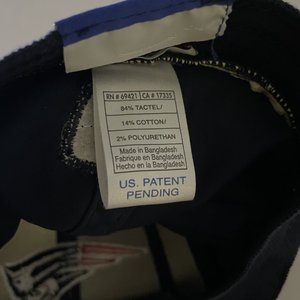 RN # 69421 CA # 17335
84% TACTEL/
14% COTTON/
2% POLYURETHAN
Made in Bangladesh
Fabrique en Bangladesh
Hecho en la Bangladesh
US. PATENT
PENDING